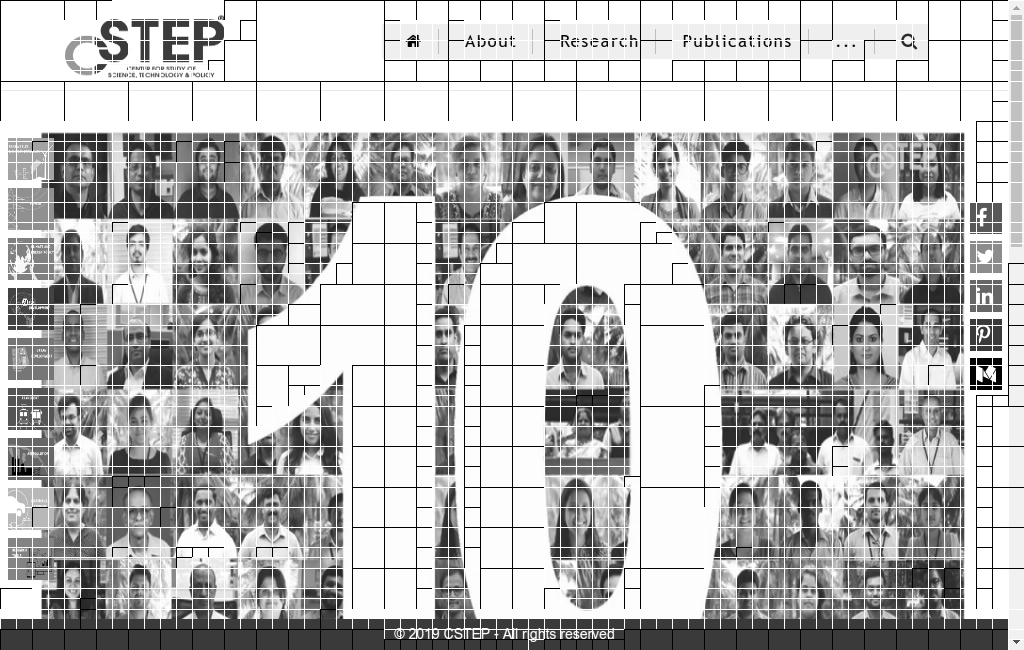 CSTEP
CENTER FOR STUDY OF
SCIENCE, TECHNOLOGY & POLICY
About
Research
Publications
...
10
© 2019 CSTEP - All rights reserved